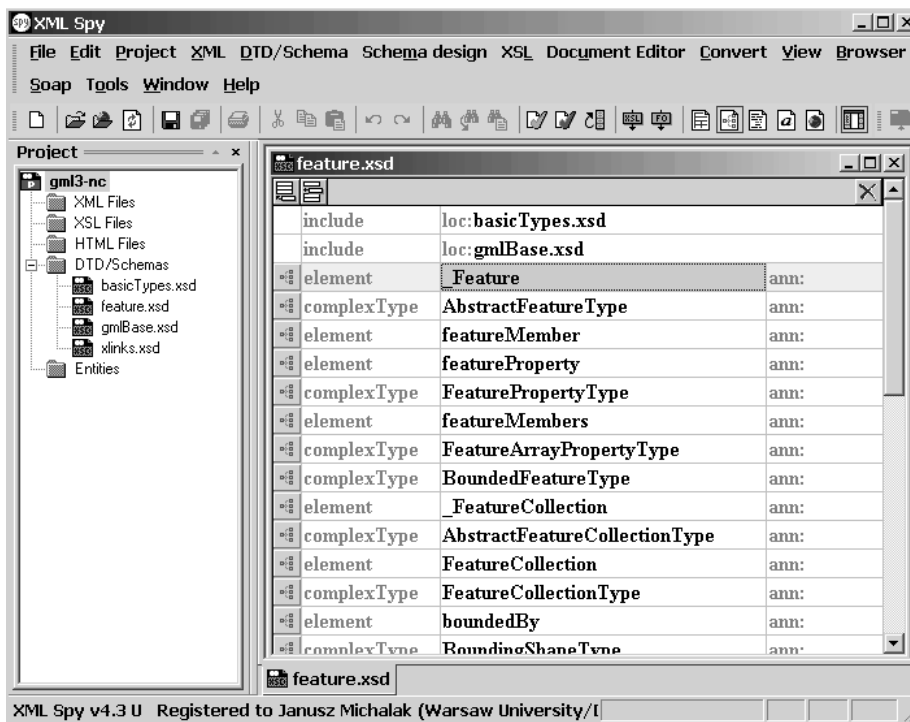 XML Spy
File Edit Project XML DTD/Schema Schema design XSL Document Editor Convert View Browser
Soap Tools Window Help
Project
gml3-nc
XML Files
XSL Files
HTML Files
DTD/Schemas
basicTypes.xsd
feature.xsd
gmlBase.xsd
xlinks.xsd
Entities
feature.xsd
include loc:basicTypes.xsd
include loc:gmlBase.xsd
element _Feature ann:
complexType AbstractFeatureType ann:
element featureMember ann:
element featureProperty ann:
complexType FeaturePropertyType ann:
element featureMembers ann:
complexType FeatureArrayPropertyType ann:
complexType BoundedFeatureType ann:
element _FeatureCollection ann:
complexType AbstractFeatureCollectionType ann:
element FeatureCollection ann:
complexType FeatureCollectionType ann:
element boundedBy ann:
complexType BoundingShapeType ann:
feature.xsd
XML Spy v4.3 U Registered to Janusz Michalak (Warsaw University/